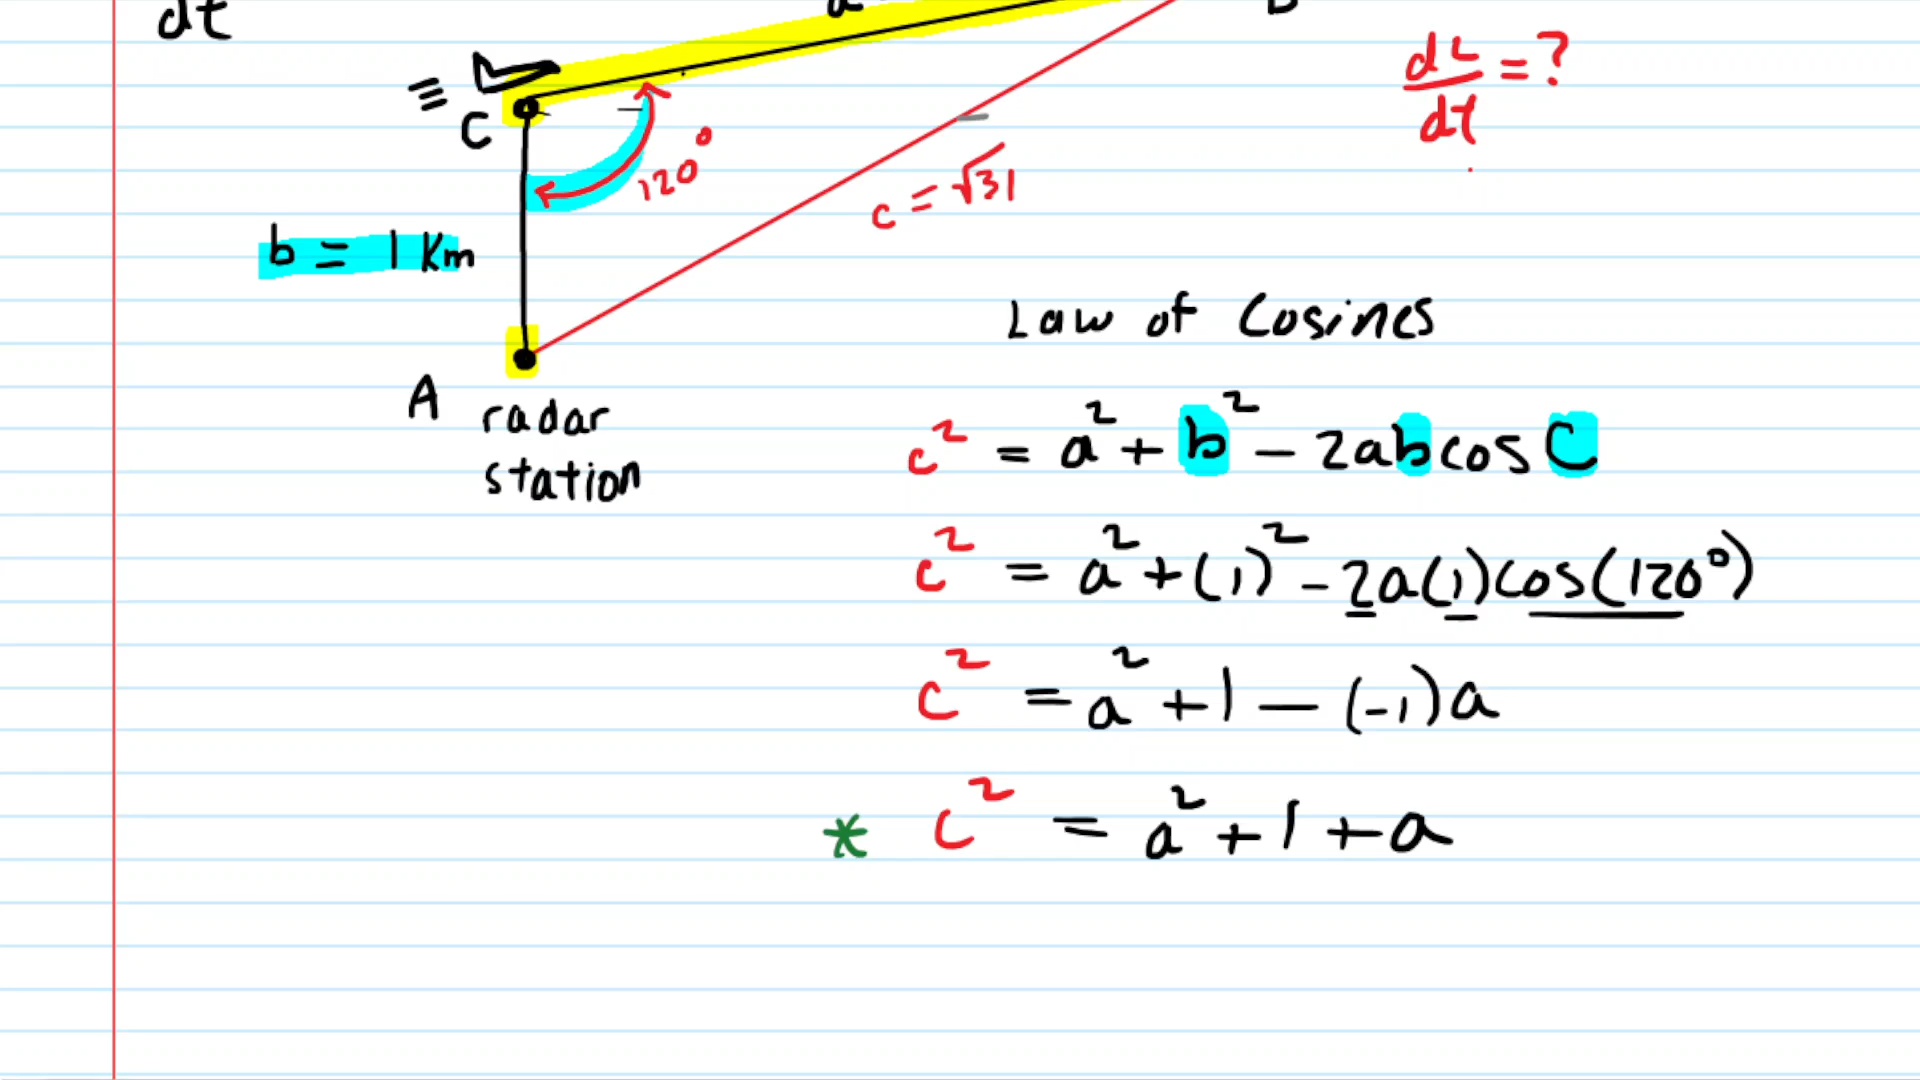 dt
a
B
dc/dt = ?
C
120°
c = √31
b = 1 Km
Law of Cosines
A radar
station
c² = a² + b² - 2ab cos C
c² = a² + (1)² - 2a(1)cos(120°)
c² = a² + 1 - (-1)a
* c² = a² + 1 + a